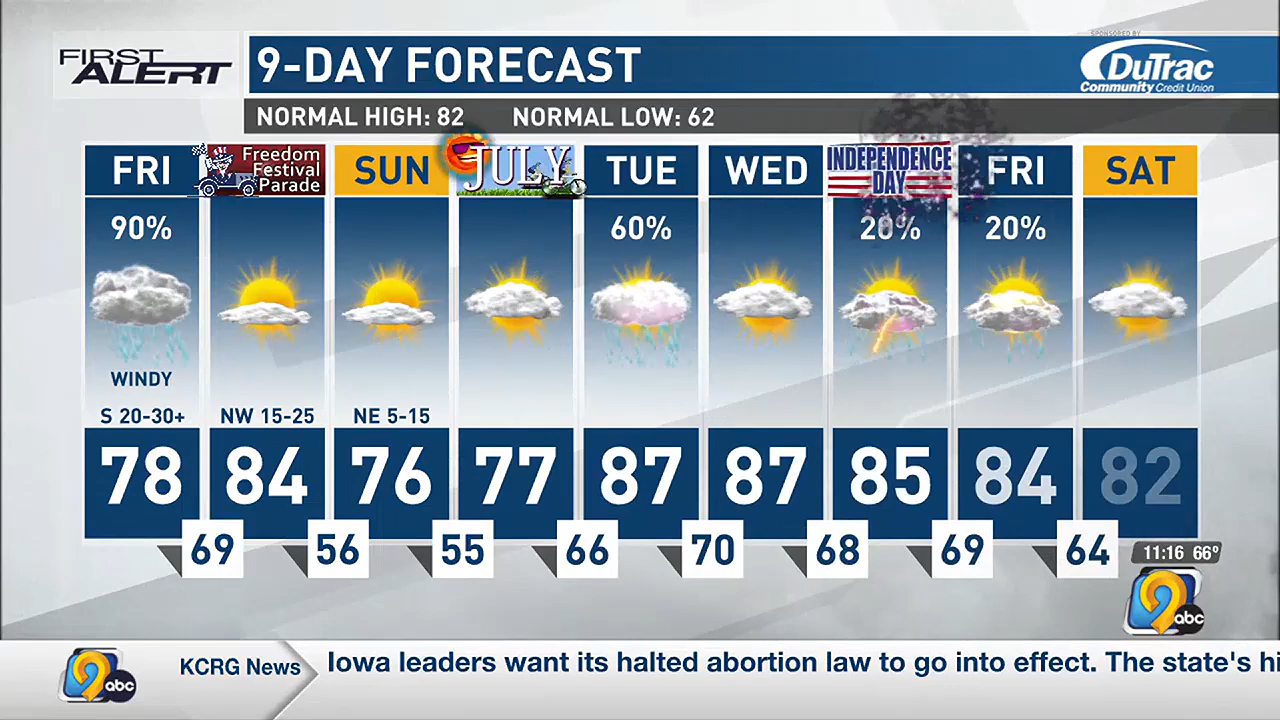 SPONSORED BY
FIRST ALERT
9-DAY FORECAST
DuTrac
Community Credit Union
NORMAL HIGH: 82 NORMAL LOW: 62
FRI Freedom Festival Parade SUN JULY TUE WED INDEPENDENCE DAY FRI SAT
90% 60% 20% 20%
WINDY
S 20-30+ NW 15-25 NE 5-15
78 84 76 77 87 87 85 84 82
69 56 55 66 70 68 69 64
11:16 66°
9 abc
9 abc KCRG News Iowa leaders want its halted abortion law to go into effect. The state's hi